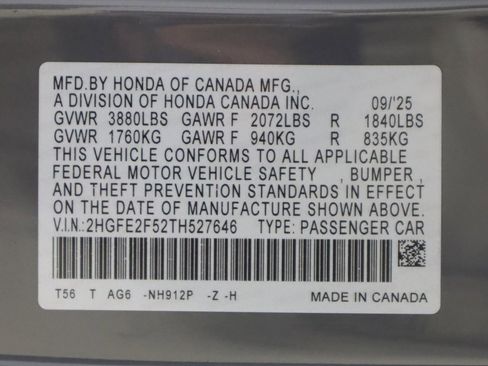 MFD.BY HONDA OF CANADA MFG.,
A DIVISION OF HONDA CANADA INC. 09/'25
GVWR 3880LBS GAWR F 2072LBS R 1840LBS
GVWR 1760KG GAWR F 940KG R 835KG
THIS VEHICLE CONFORMS TO ALL APPLICABLE
FEDERAL MOTOR VEHICLE SAFETY , BUMPER ,
AND THEFT PREVENTION STANDARDS IN EFFECT
ON THE DATE OF MANUFACTURE SHOWN ABOVE.
V.I.N.:2HGFE2F52TH527646 TYPE: PASSENGER CAR
T56 T AG6 -NH912P -Z -H MADE IN CANADA